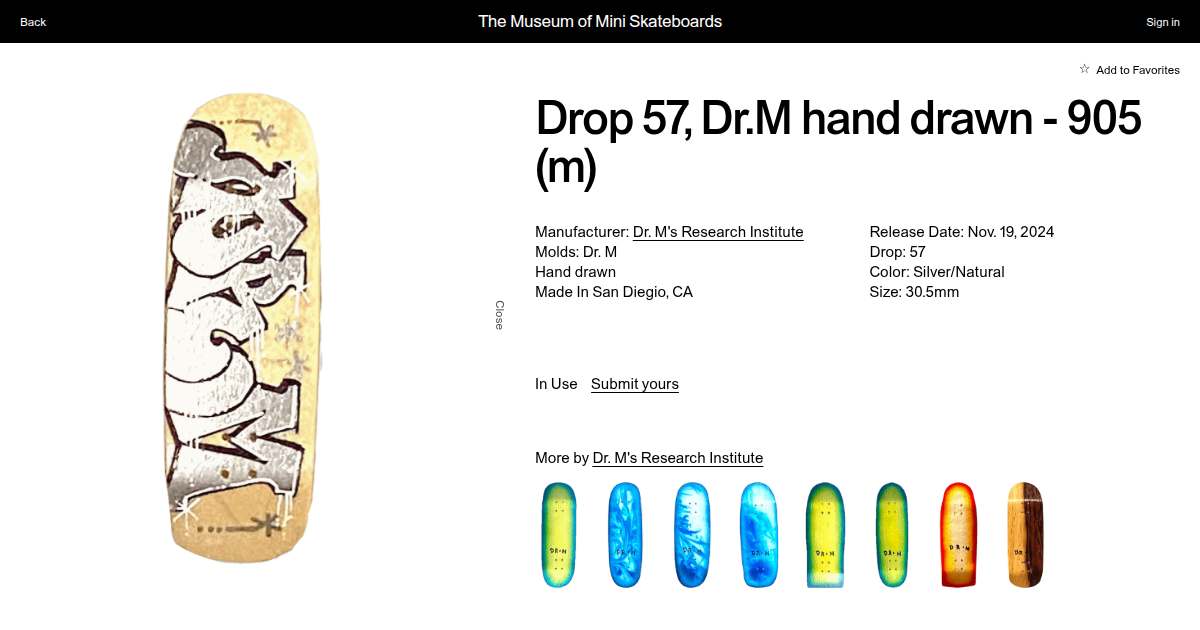 Back
The Museum of Mini Skateboards
Sign in
☆ Add to Favorites
Drop 57, Dr.M hand drawn - 905
(m)
Manufacturer: Dr. M's Research Institute
Molds: Dr. M
Hand drawn
Made In San Diegio, CA
Release Date: Nov. 19, 2024
Drop: 57
Color: Silver/Natural
Size: 30.5mm
Close
In Use Submit yours
More by Dr. M's Research Institute